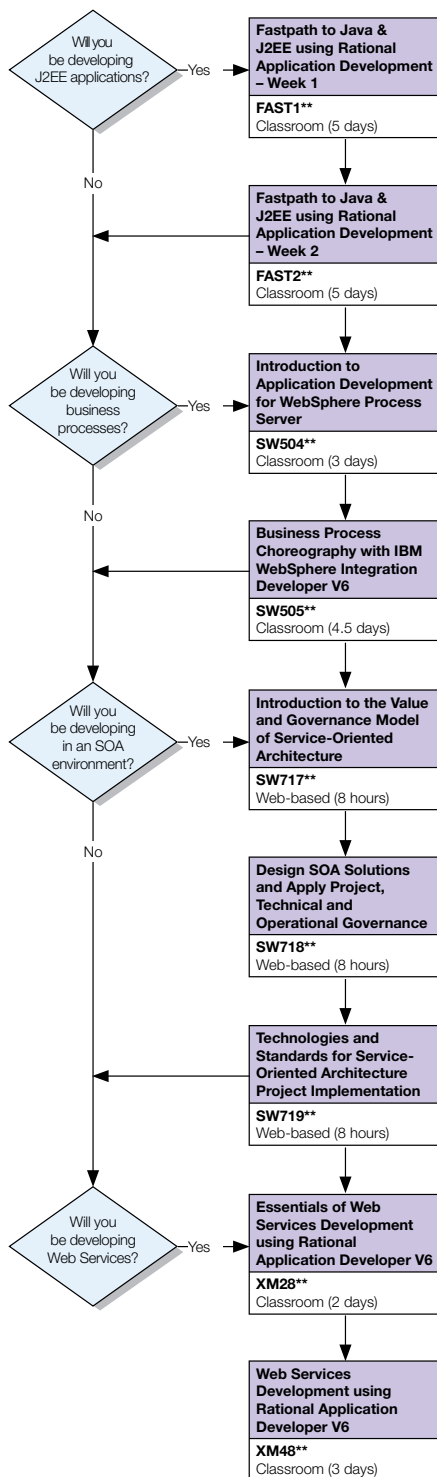 Will you
be developing
J2EE applications?
Yes
Fastpath to Java &
J2EE using Rational
Application Development
– Week 1
FAST1**
Classroom (5 days)
No
Fastpath to Java &
J2EE using Rational
Application Development
– Week 2
FAST2**
Classroom (5 days)
Will you
be developing
business
processes?
Yes
Introduction to
Application Development
for WebSphere Process
Server
SW504**
Classroom (3 days)
No
Business Process
Choreography with IBM
WebSphere Integration
Developer V6
SW505**
Classroom (4.5 days)
Will you
be developing
in an SOA
environment?
Yes
Introduction to the Value
and Governance Model
of Service-Oriented
Architecture
SW717**
Web-based (8 hours)
No
Design SOA Solutions
and Apply Project,
Technical and
Operational Governance
SW718**
Web-based (8 hours)
Technologies and
Standards for Service-
Oriented Architecture
Project Implementation
SW719**
Web-based (8 hours)
Will you
be developing
Web Services?
Yes
Essentials of Web
Services Development
using Rational
Application Developer V6
XM28**
Classroom (2 days)
Web Services
Development using
Rational Application
Developer V6
XM48**
Classroom (3 days)